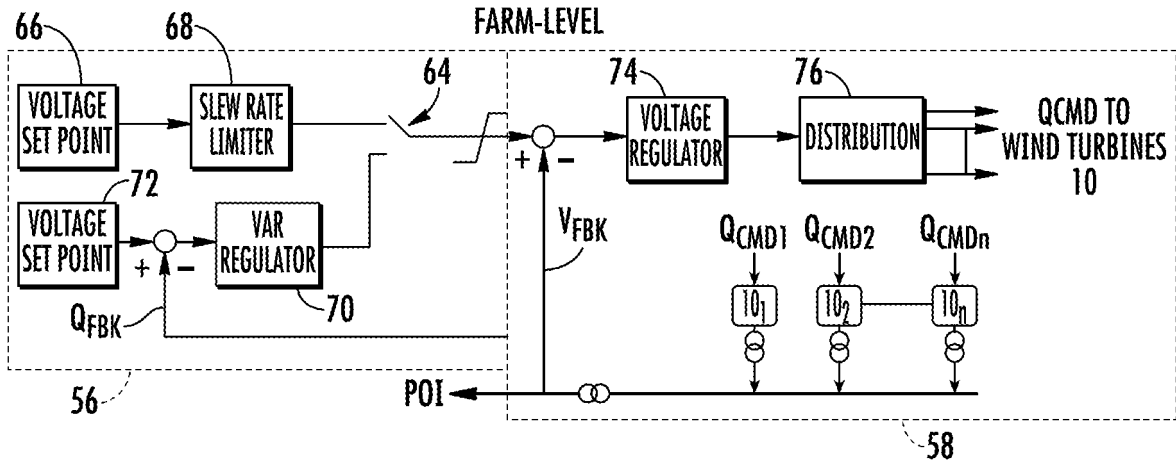 FARM-LEVEL
66
68
64
74
76
VOLTAGE
SET POINT
SLEW RATE
LIMITER
+
−
VOLTAGE
REGULATOR
DISTRIBUTION
QCMD TO
WIND TURBINES
10
72
VOLTAGE
SET POINT
+
−
VAR
REGULATOR
70
QFBK
VFBK
QCMD1
QCMD2
QCMDn
101
102
10n
56
POI
58